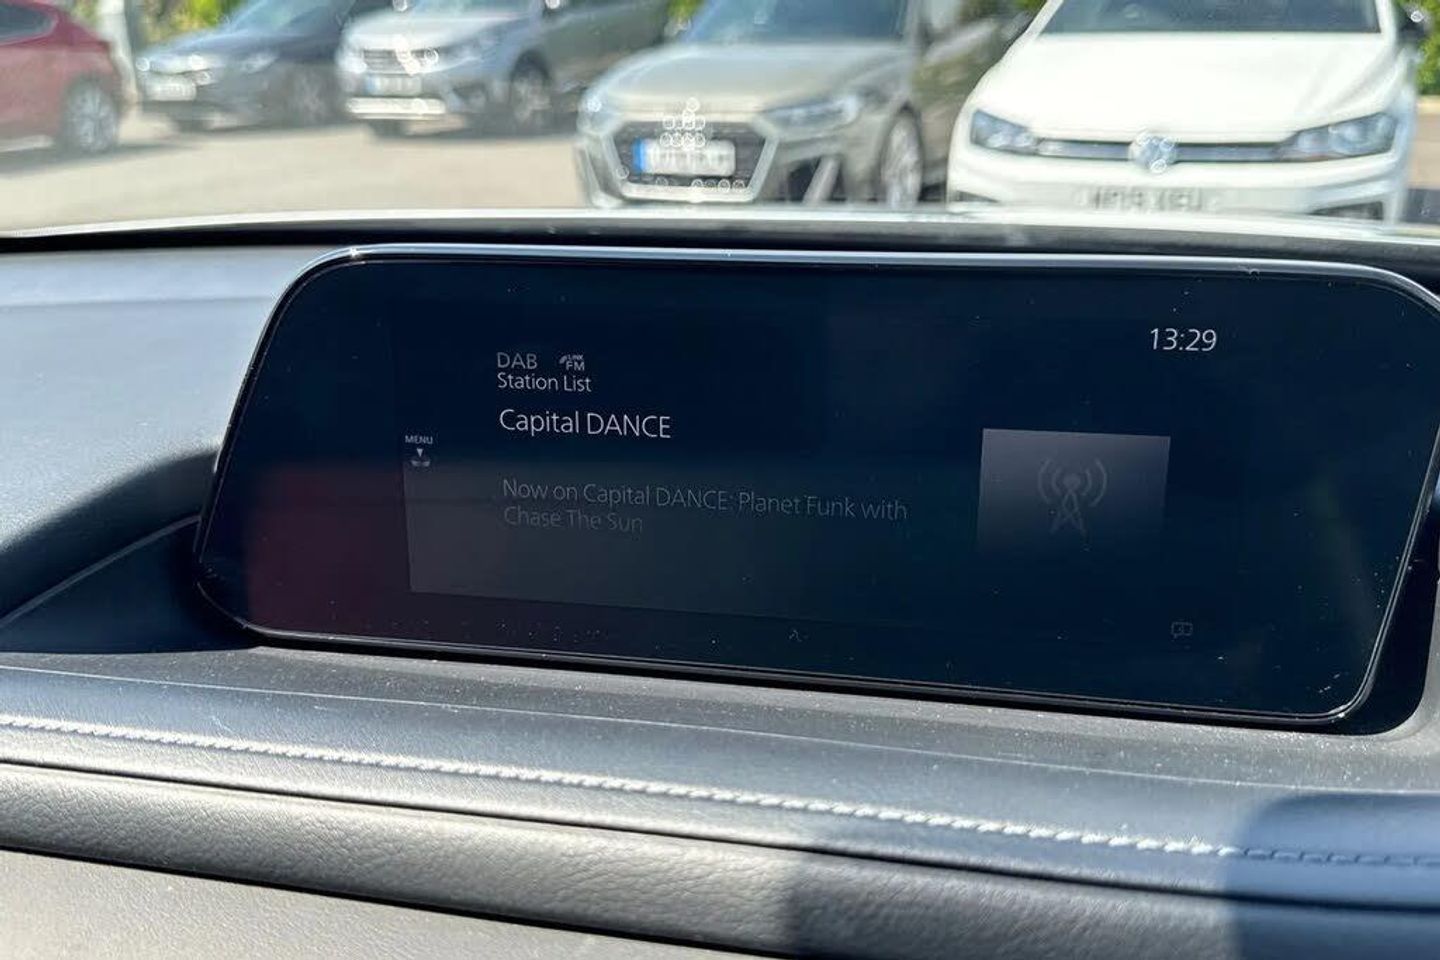 13:29
DAB LINK FM
Station List
Capital DANCE
MENU
Now on Capital DANCE: Planet Funk with
Chase The Sun